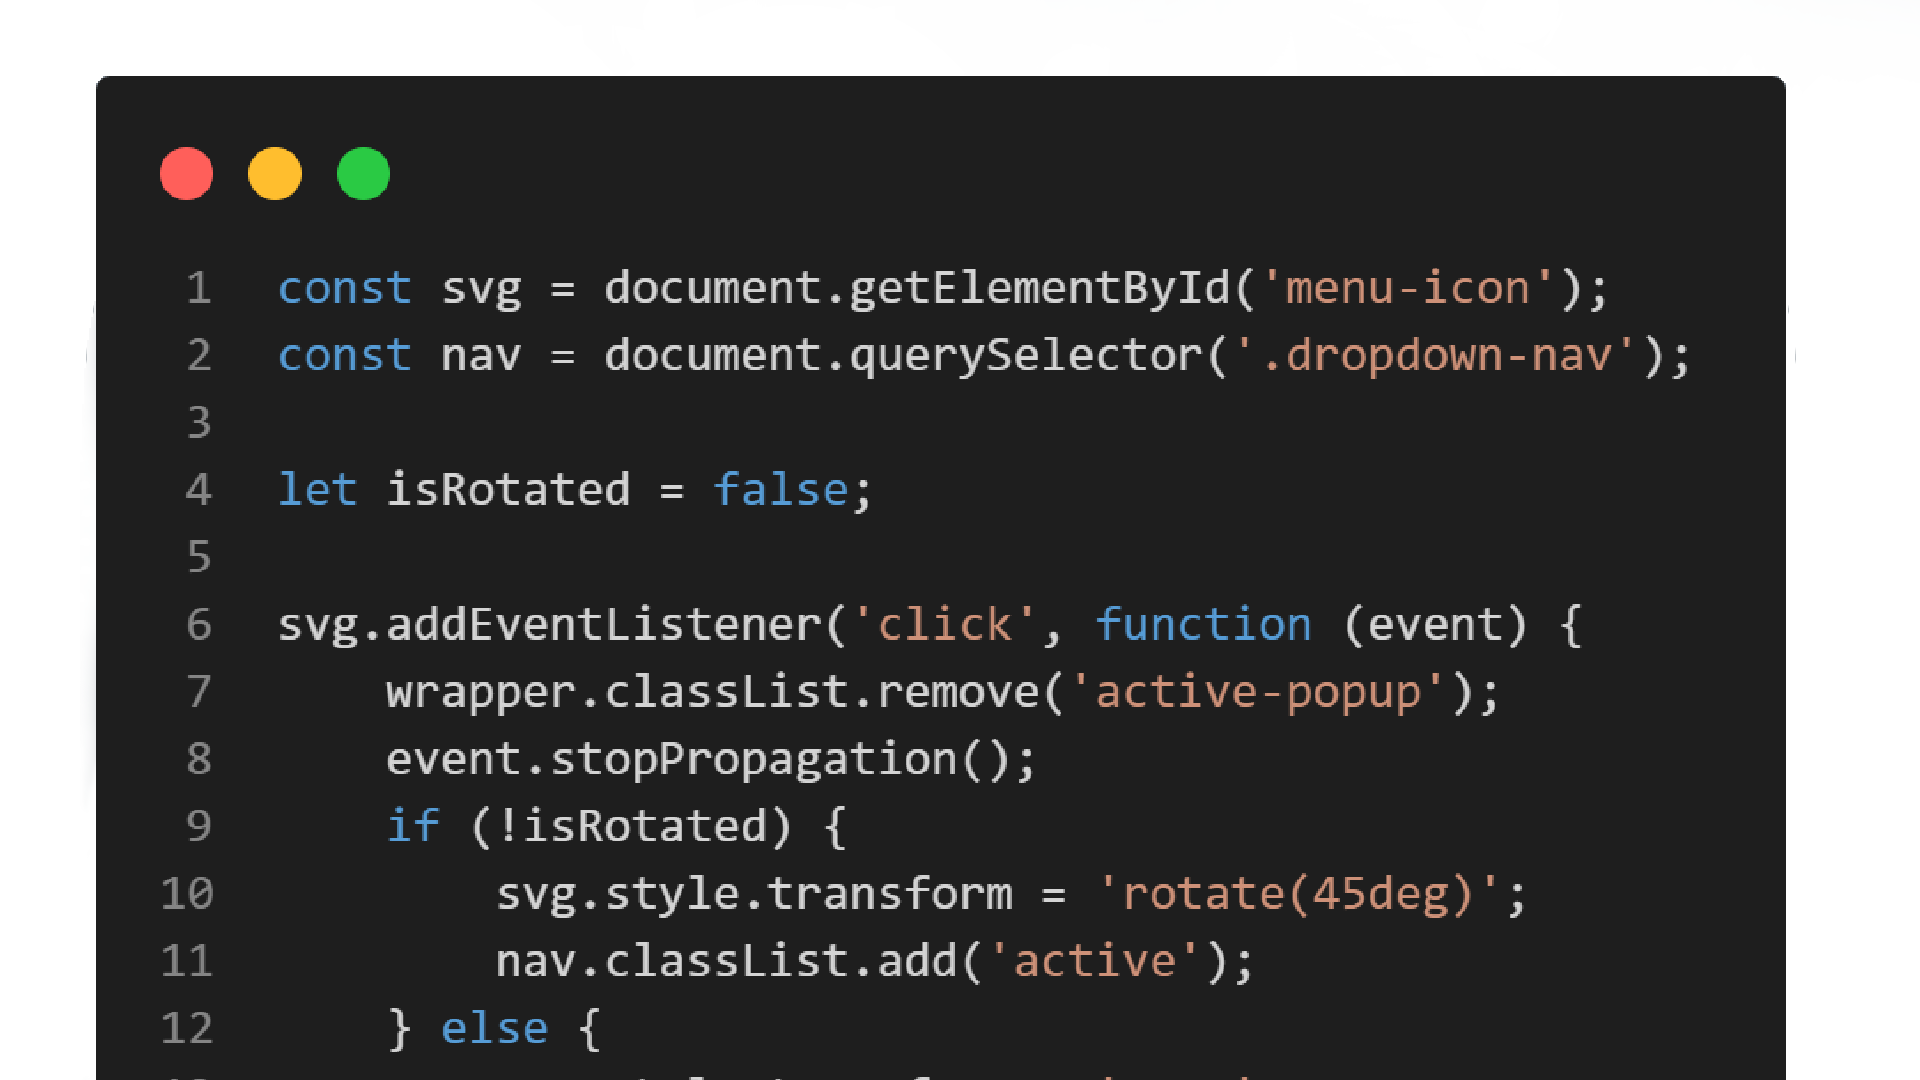 1 const svg = document.getElementById('menu-icon');
2 const nav = document.querySelector('.dropdown-nav');
3
4 let isRotated = false;
5
6 svg.addEventListener('click', function (event) {
7     wrapper.classList.remove('active-popup');
8     event.stopPropagation();
9     if (!isRotated) {
10         svg.style.transform = 'rotate(45deg)';
11         nav.classList.add('active');
12     } else {